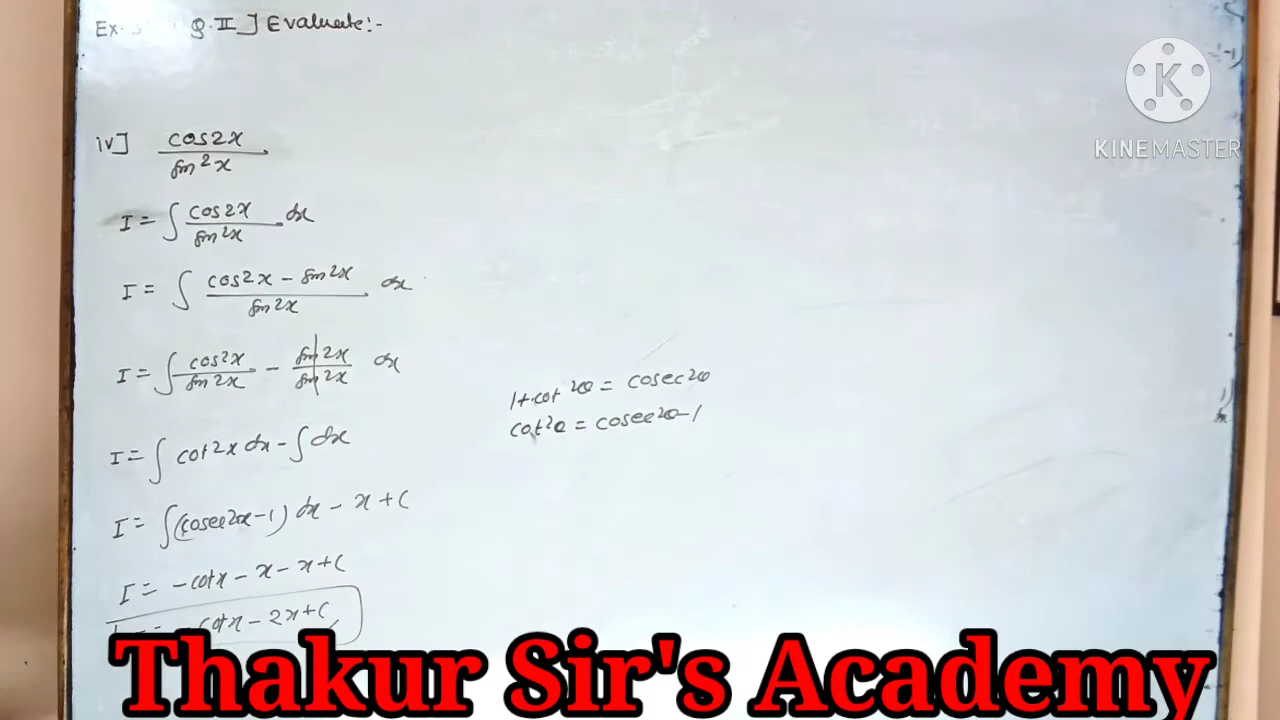 Ex. Q.II] Evaluate:-
K
KINEMASTER
iv] cos2x / sin²x
I = ∫ cos2x / sin²x dx
I = ∫ cos²x - sin²x / sin²x dx
I = ∫ cos²x / sin²x - sin²x / sin²x dx
1+cot²θ = cosec²θ
cot²θ = cosec²θ-1
I = ∫ cot²x dx - ∫ dx
I = ∫(cosec²x-1) dx - x + c
I = -cotx - x - x + c
cotx - 2x + c
Thakur Sir's Academy